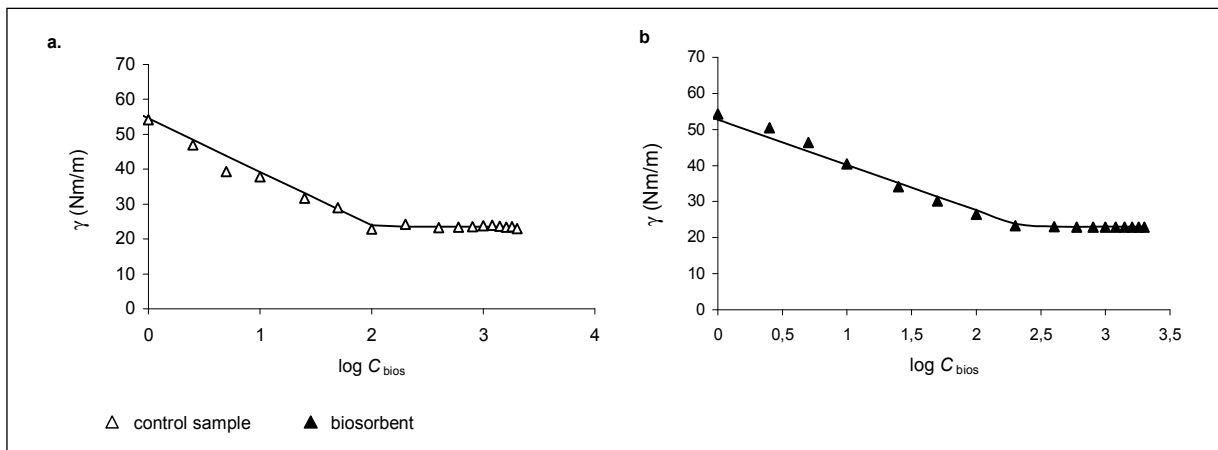 a.
γ (Nm/m)
70
60
50
40
30
20
10
0
0 1 2 3 4
log C bios
b
γ (Nm/m)
70
60
50
40
30
20
10
0
0 0,5 1 1,5 2 2,5 3 3,5
log C bios
control sample biosorbent